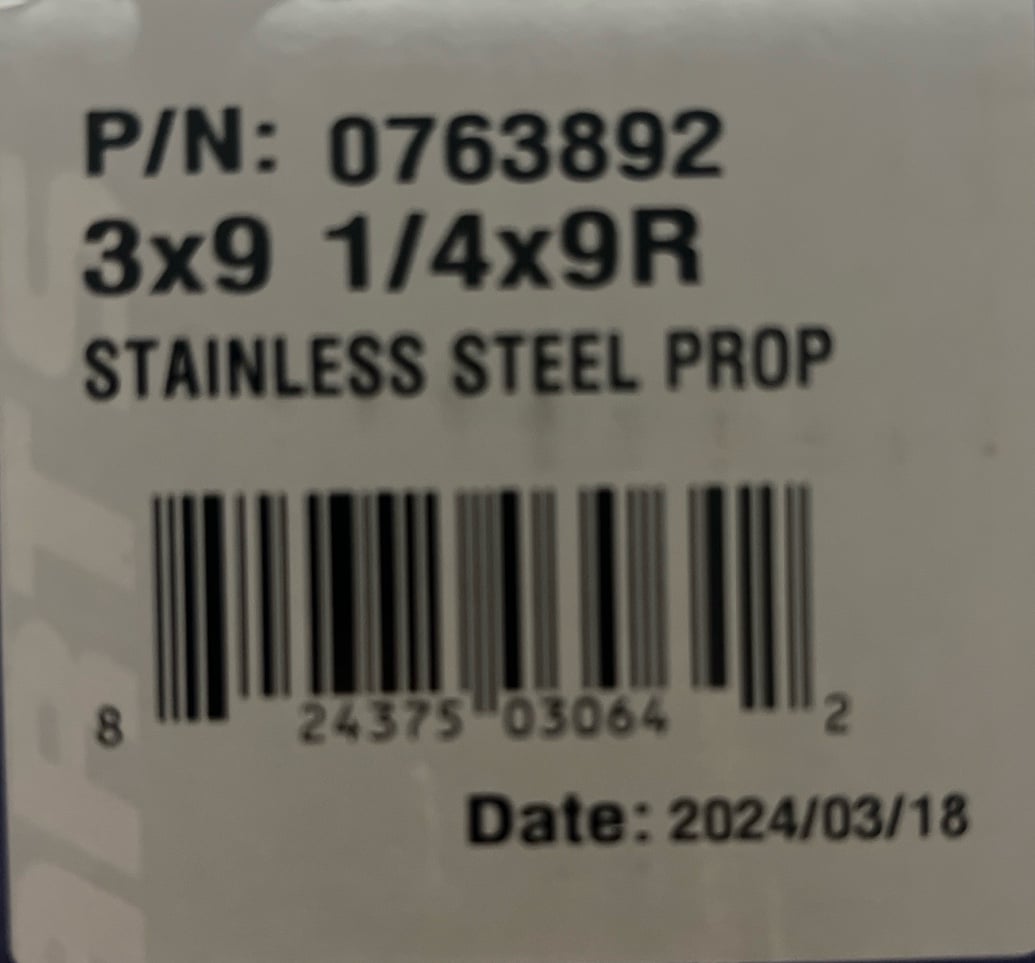 P/N: 0763892
3x9 1/4x9R
STAINLESS STEEL PROP
8 24375 03064 2
Date: 2024/03/18